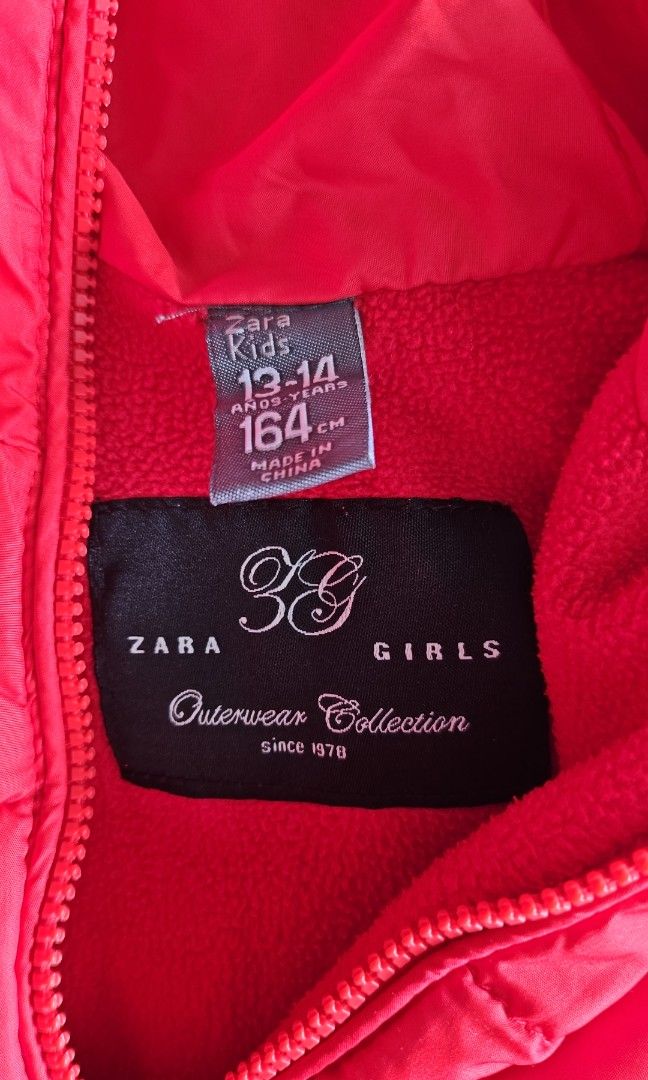 Zara
Kids
13-14
AÑOS-YEARS
164 CM
MADE IN
CHINA
ZG
ZARA GIRLS
Outerwear Collection
since 1978